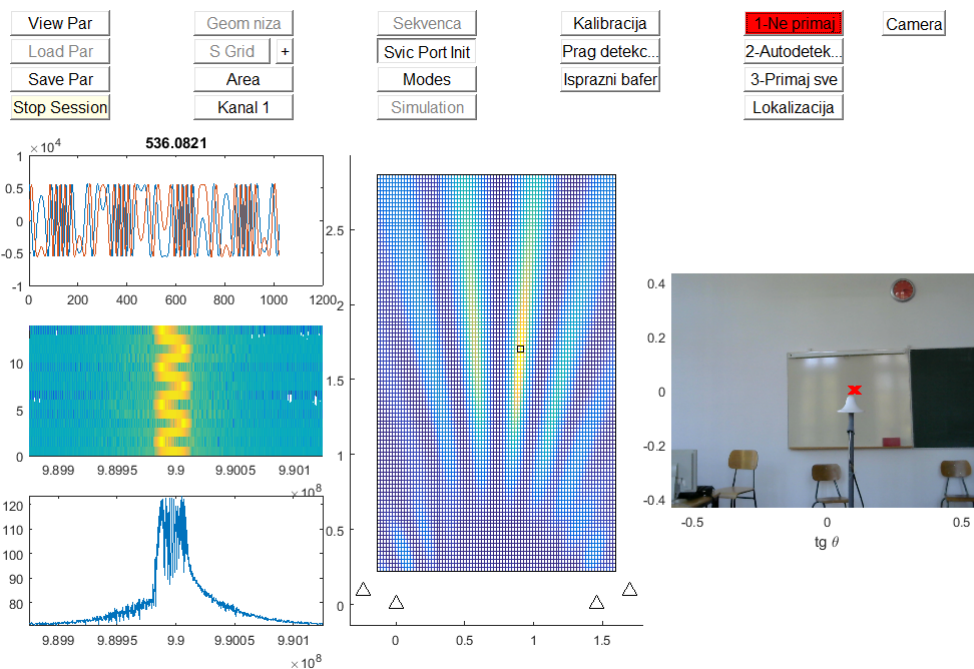 View Par
Geom niza
Sekvenca
Kalibracija
1-Ne primaj
Camera
Load Par
S Grid
+
Svic Port Init
Prag detekc...
2-Autodetek...
Save Par
Area
Modes
Isprazni bafer
3-Primaj sve
Stop Session
Kanal 1
Simulation
Lokalizacija
536.0821
1 × 10^4
0.5
0
-0.5
-1
0 200 400 600 800 1000 1200
10
5
0
9.899 9.8995 9.9 9.9005 9.901
× 10^8
120
110
100
90
80
9.899 9.8995 9.9 9.9005 9.901
× 10^8
2.5
2
1.5
1
0.5
0
0 0.5 1 1.5
0.4
0.2
0
-0.2
-0.4
-0.5 0 0.5
tg θ